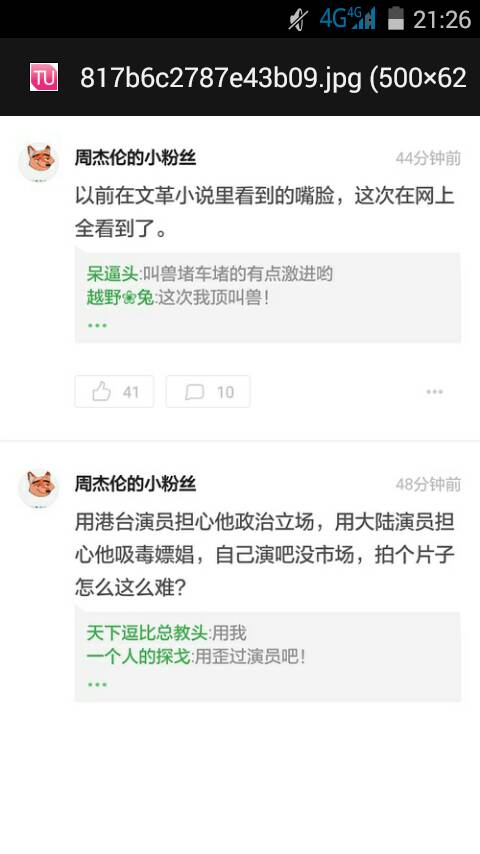 4G4G 21:26
TU 817b6c2787e43b09.jpg (500×62
周杰伦的小粉丝 44分钟前
以前在文革小说里看到的嘴脸，这次在网上
全看到了。
呆逼头:叫兽堵车堵的有点激进哟
越野❀兔:这次我顶叫兽！
•••
41 10 •••
周杰伦的小粉丝 48分钟前
用港台演员担心他政治立场，用大陆演员担
心他吸毒嫖娼，自己演吧没市场，拍个片子
怎么这么难？
天下逗比总教头:用我
一个人的探戈:用歪过演员吧！
•••